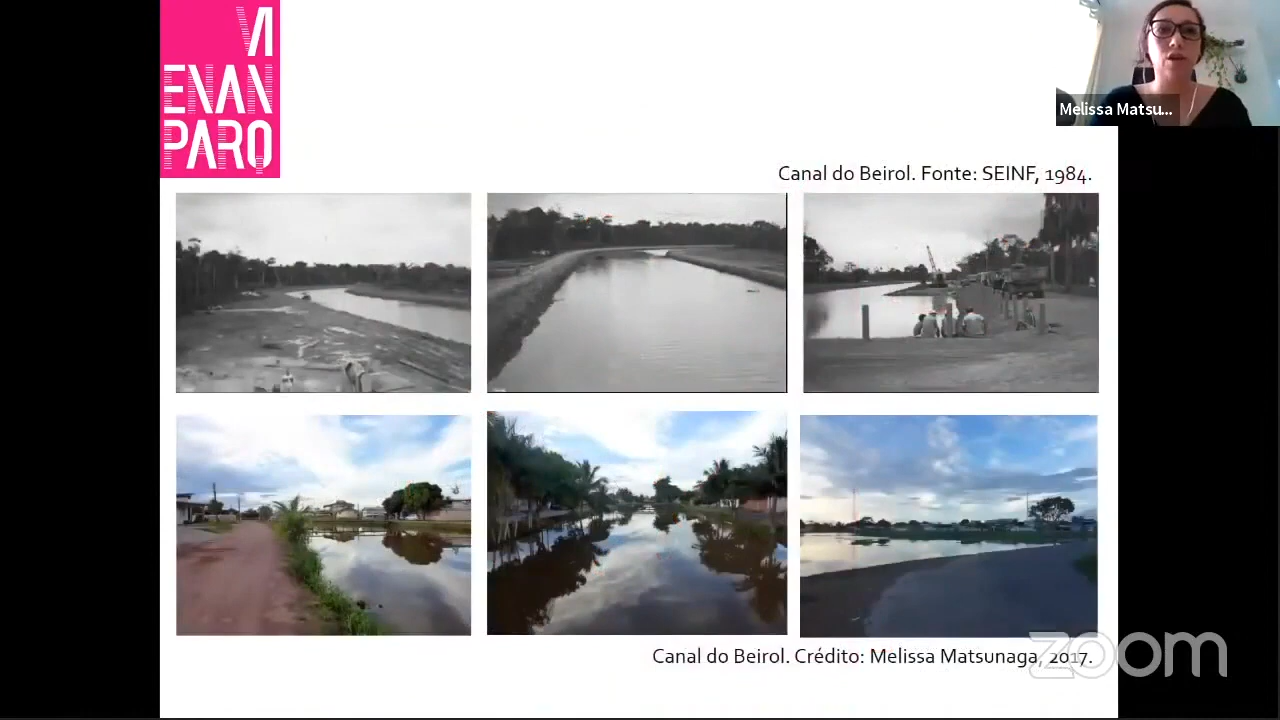 VI
ENAN
PARQ
Melissa Matsu...
Canal do Beirol. Fonte: SEINF, 1984.
Canal do Beirol. Crédito: Melissa Matsunaga, 2017.
zoom